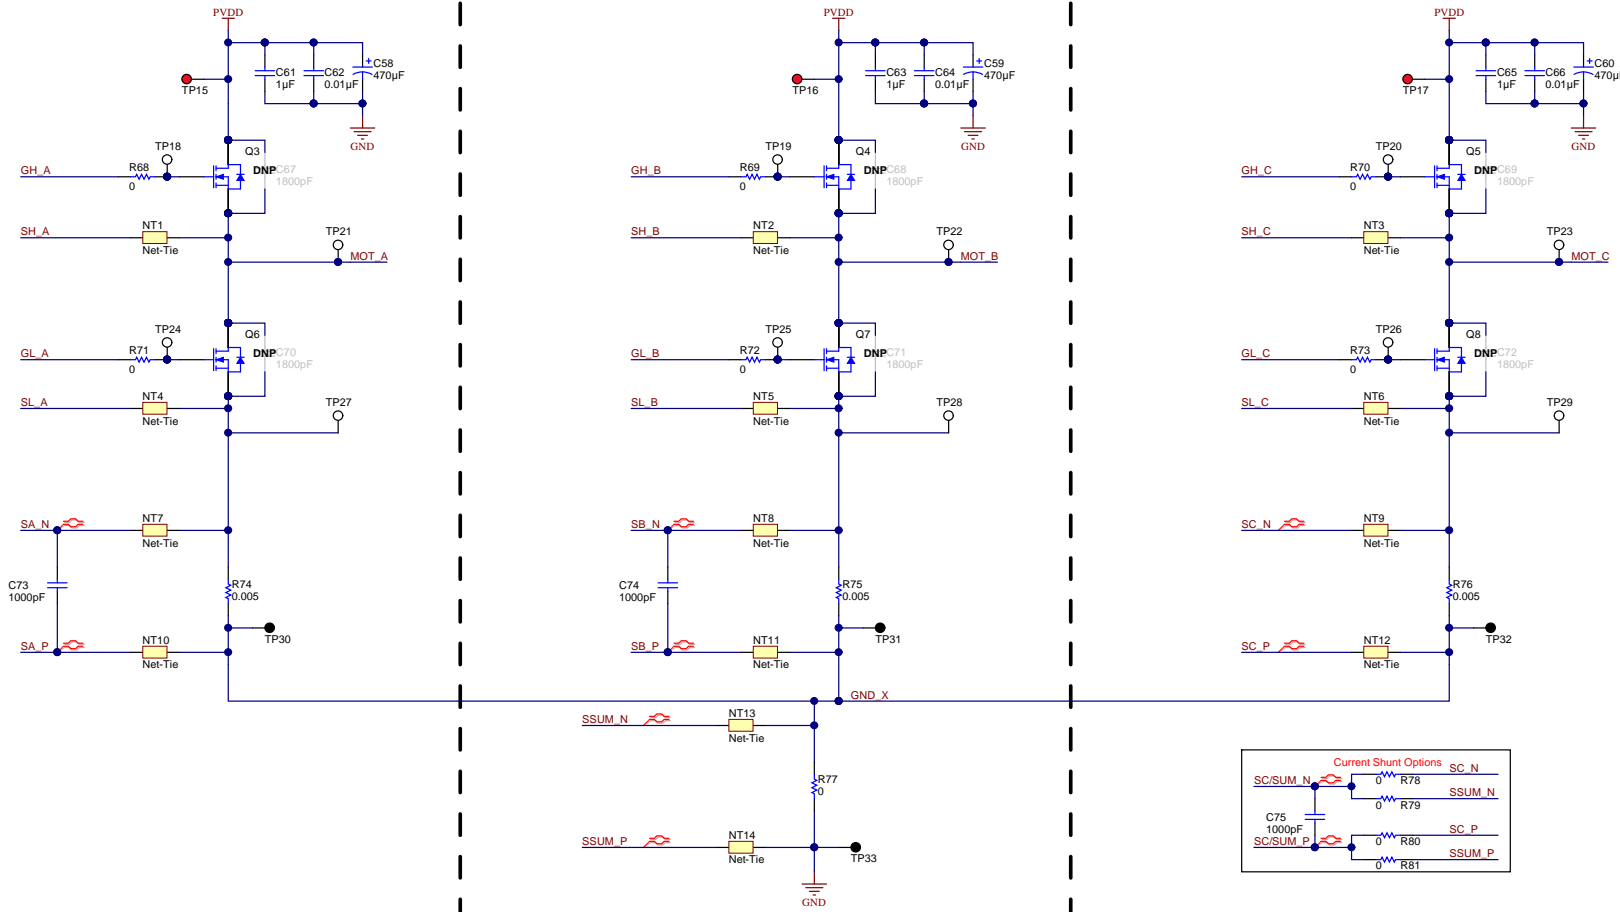 PVDD
C61
1µF
C62
0.01µF
C58
470µF
TP15
GND
TP18
Q3
GH_A
R68
0
DNP
C67
1800pF
SH_A
NT1
Net-Tie
TP21
MOT_A
TP24
Q6
GL_A
R71
0
DNP
C70
1800pF
SL_A
NT4
Net-Tie
TP27
SA_N
NT7
Net-Tie
C73
1000pF
R74
0.005
TP30
SA_P
NT10
Net-Tie
PVDD
C63
1µF
C64
0.01µF
C59
470µF
TP16
GND
TP19
Q4
GH_B
R69
0
DNP
C68
1800pF
SH_B
NT2
Net-Tie
TP22
MOT_B
TP25
Q7
GL_B
R72
0
DNP
C71
1800pF
SL_B
NT5
Net-Tie
TP28
SB_N
NT8
Net-Tie
C74
1000pF
R75
0.005
TP31
SB_P
NT11
Net-Tie
GND_X
SSUM_N
NT13
Net-Tie
R77
0
SSUM_P
NT14
Net-Tie
TP33
GND
PVDD
C65
1µF
C66
0.01µF
C60
470µ
TP17
GND
TP20
Q5
GH_C
R70
0
DNP
C69
1800pF
SH_C
NT3
Net-Tie
TP23
MOT_C
TP26
Q8
GL_C
R73
0
DNP
C72
1800pF
SL_C
NT6
Net-Tie
TP29
SC_N
NT9
Net-Tie
R76
0.005
TP32
SC_P
NT12
Net-Tie
Current Shunt Options
SC/SUM_N
0 R78
SC_N
0 R79
SSUM_N
C75
1000pF
SC/SUM_P
0 R80
SC_P
0 R81
SSUM_P